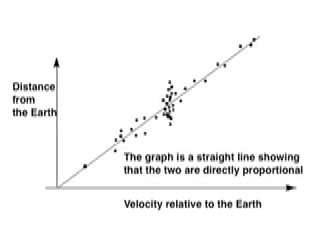 Distance
from
the Earth
The graph is a straight line showing
that the two are directly proportional
Velocity relative to the Earth